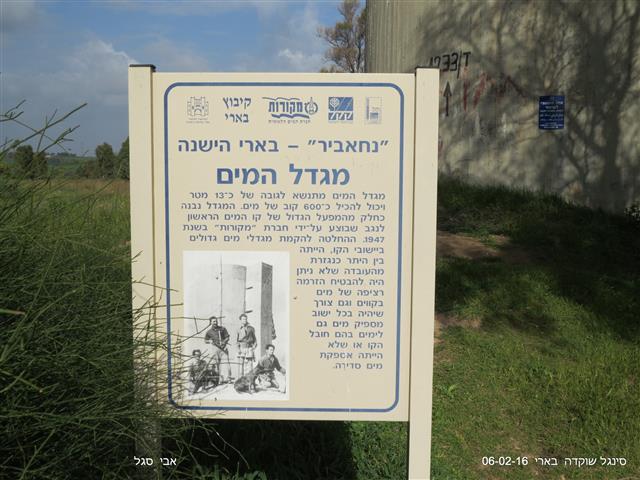 קיבוץ
בארי
מקורות
"נחאביר" – בארי הישנה
מגדל המים
מגדל המים מתנשא לגובה של כ־13 מטר
ויכול להכיל כ־600 קוב של מים. המגדל נבנה
כחלק מהמפעל הגדול של קו המים הראשון
לנגב שבוצע על־ידי חברת "מקורות" בשנת
1947. ההחלטה להקמת מגדלי מים גדולים
ביישובי הקו, הייתה
בין היתר כנגזרת
מהעובדה שלא ניתן
היה להבטיח הזרמה
רציפה של מים
בקווים וגם צורך
שיהיה בכל ישוב
מספיק מים גם
לימים בהם חובל
הקו או שלא
הייתה אספקת
מים סדירה.
אבי סגל
סינגל שוקדה בארי 06-02-16